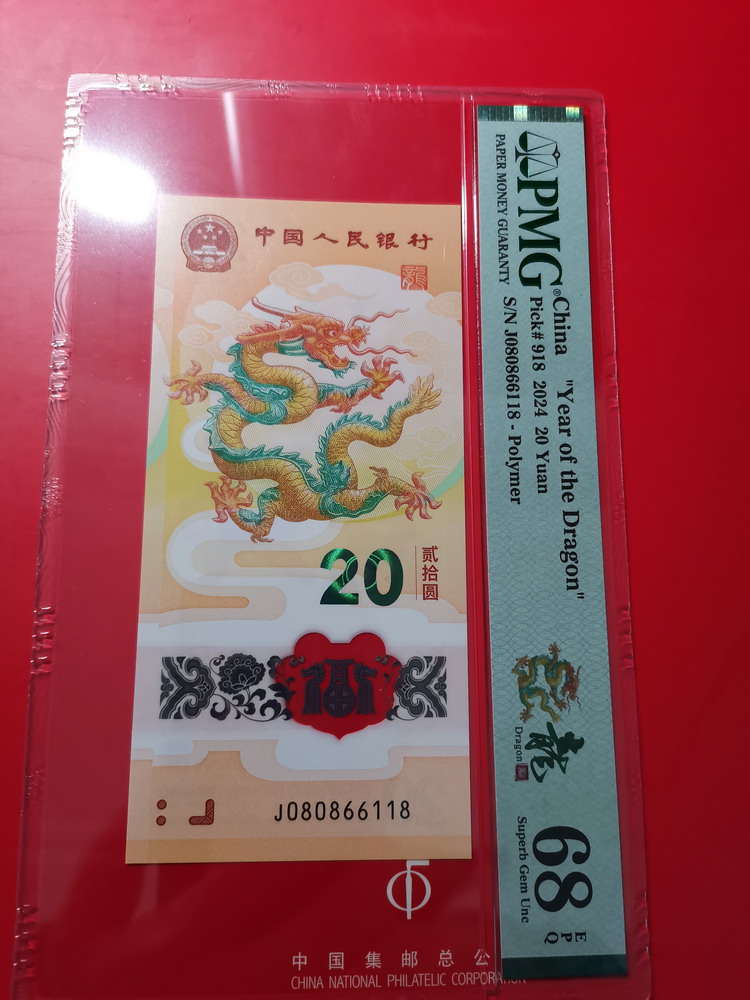 中国人民银行
龍
20
贰拾圆
J080866118
PMG®
PAPER MONEY GUARANTY
China "Year of the Dragon"
Pick# 918 2024 20 Yuan
S/N J080866118 - Polymer
龍
Dragon
68 EPQ
Superb Gem Unc
中国集邮总公
CHINA NATIONAL PHILATELIC CORPORATION